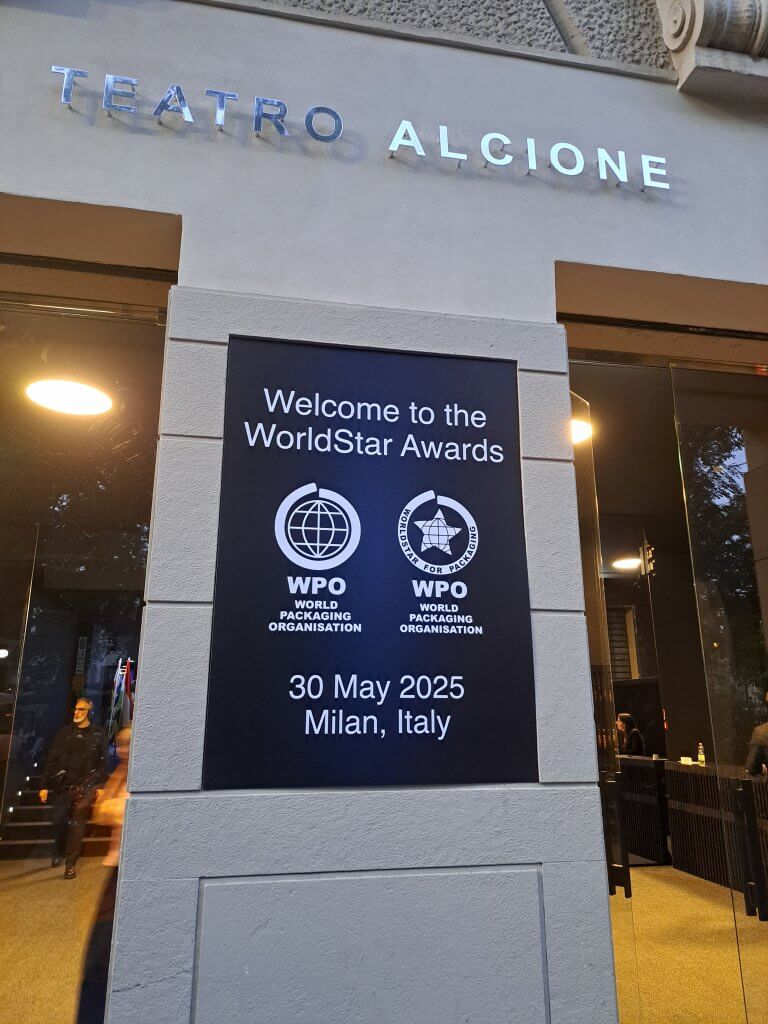 TEATRO ALCIONE
Welcome to the
WorldStar Awards
WPO
WORLD
PACKAGING
ORGANISATION
WORLDSTAR FOR PACKAGING
WPO
WORLD
PACKAGING
ORGANISATION
30 May 2025
Milan, Italy